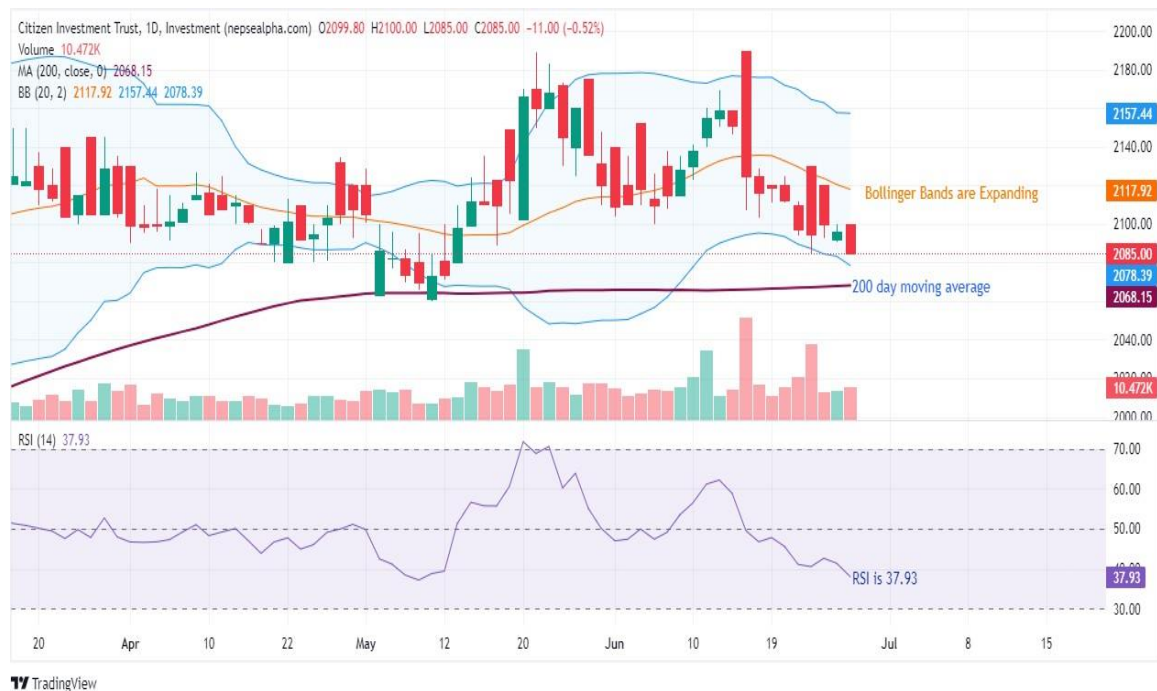 Citizen Investment Trust, 1D, Investment (nepsealpha.com) O2099.80 H2100.00 L2085.00 C2085.00 −11.00 (−0.52%)
Volume 10.472K
MA (200, close, 0) 2068.15
BB (20, 2) 2117.92 2157.44 2078.39
2200.00
2180.00
2157.44
2140.00
Bollinger Bands are Expanding
2117.92
2100.00
2085.00
2078.39
200 day moving average
2068.15
2040.00
10.472K
2000.00
RSI (14) 37.93
70.00
60.00
50.00
RSI is 37.93
37.93
30.00
20 Apr 10 22 May 12 20 Jun 10 19 Jul 8 15
TradingView